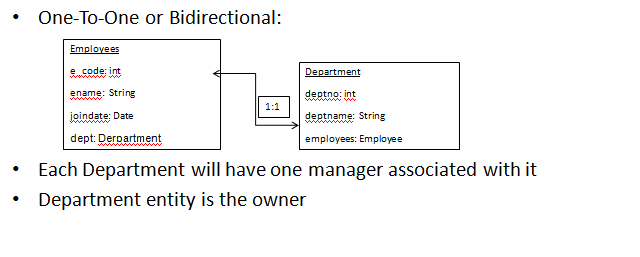 • One-To-One or Bidirectional:
Employees
e_code: int
ename: String
joindate: Date
dept: Derpartment
1:1
Department
deptno: int
deptname: String
employees: Employee
• Each Department will have one manager associated with it
• Department entity is the owner